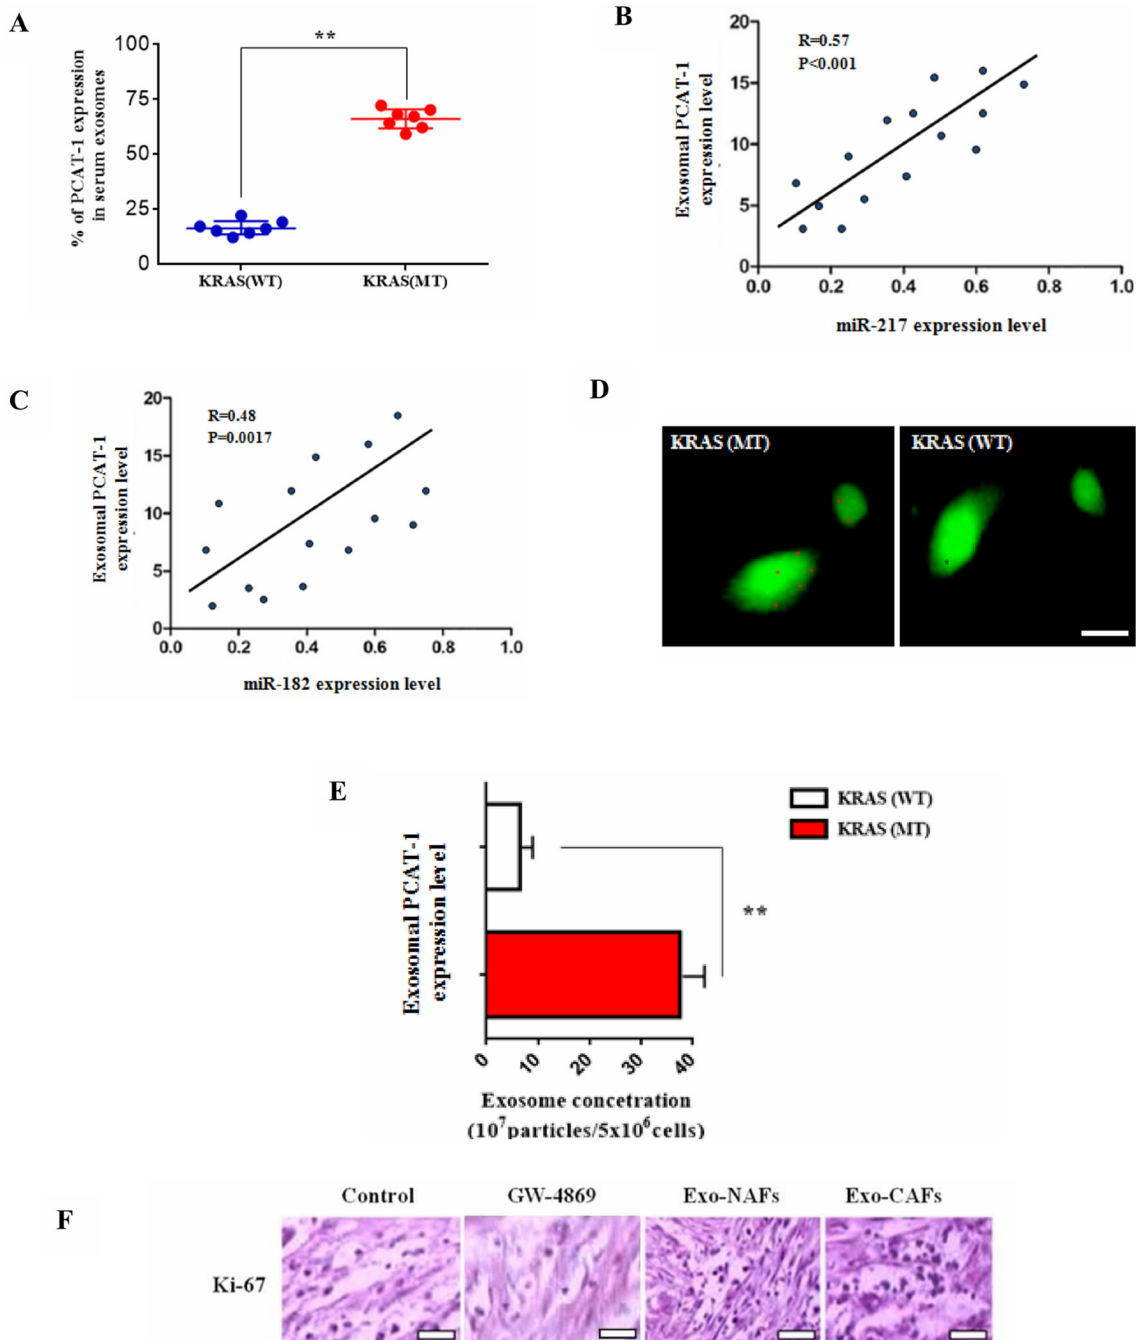 A
**
100
75
50
25
0
% of PCAT-1 expression
in serum exosomes
KRAS(WT)
KRAS(MT)
B
R=0.57
P<0.001
20
15
10
5
0
Exosomal PCAT-1
expression level
0.0 0.2 0.4 0.6 0.8 1.0
miR-217 expression level
C
R=0.48
P=0.0017
20
15
10
5
0
Exosomal PCAT-1
expression level
0.0 0.2 0.4 0.6 0.8 1.0
miR-182 expression level
D
KRAS (MT)
KRAS (WT)
E
KRAS (WT)
KRAS (MT)
**
Exosomal PCAT-1
expression level
0 10 20 30 40
Exosome concetration
(10⁷particles/5x10⁶cells)
F
Control GW-4869 Exo-NAFs Exo-CAFs
Ki-67